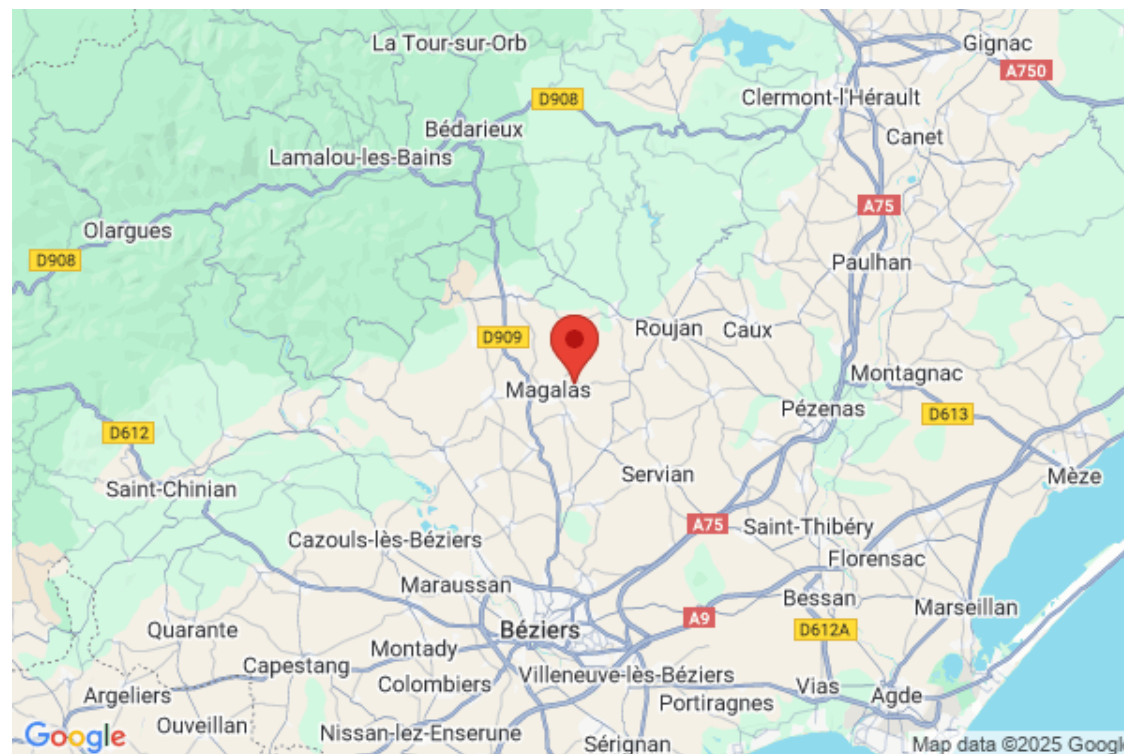 La Tour-sur-Orb
Gignac
A750
D908
Clermont-l'Hérault
Bédarieux
Canet
Lamalou-les-Bains
A75
Olargues
D908
Paulhan
D909
Roujan
Caux
Magalas
Montagnac
Pézenas
D613
D612
Servian
Mèze
Saint-Chinian
A75
Saint-Thibéry
Cazouls-lès-Béziers
Florensac
Maraussan
Bessan
Marseillan
A9
Quarante
Béziers
D612A
Montady
Capestang
Villeneuve-lès-Béziers
Colombiers
Vias
Agde
Argeliers
Portiragnes
Ouveillan
Nissan-lez-Enserune
Google
Sérignan
Map data ©2025 Googl